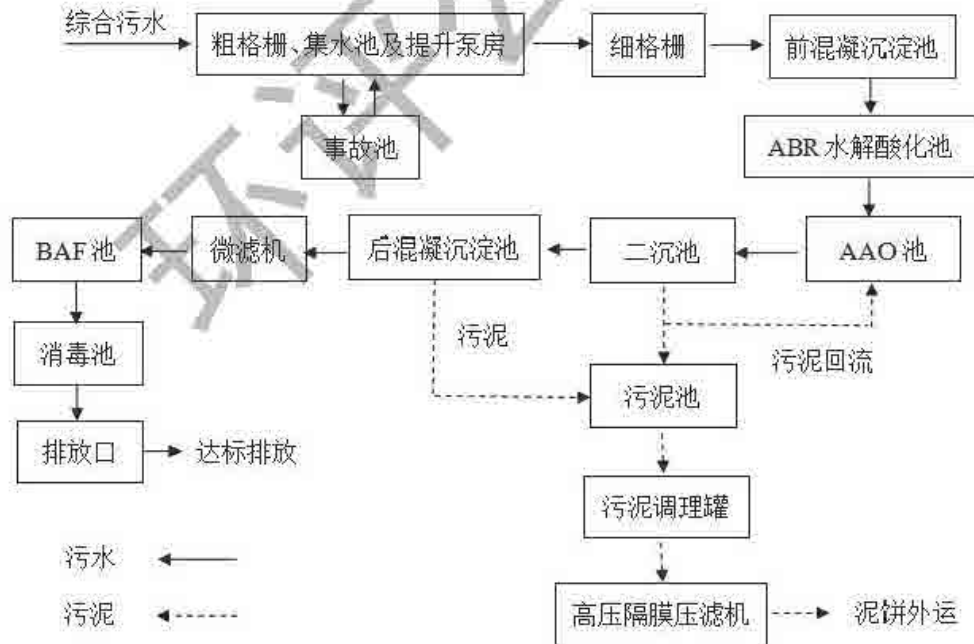 综合污水
粗格栅、集水池及提升泵房
细格栅
前混凝沉淀池
事故池
ABR 水解酸化池
BAF 池
微滤机
后混凝沉淀池
二沉池
AAO 池
消毒池
污泥
污泥回流
污泥池
排放口
达标排放
污泥调理罐
污水
污泥
高压隔膜压滤机
泥饼外运
环评